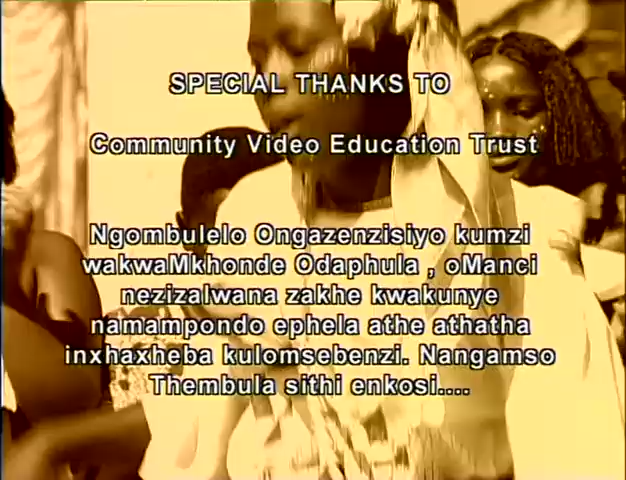 SPECIAL THANKS TO
Community Video Education Trust
Ngombulelo Ongazenzisiyo kumzi
wakwaMkhonde Odaphula , oManci
nezizalwana zakhe kwakunye
namampondo ephela athe athatha
inxhaxheba kulomsebenzi. Nangamso
Thembula sithi enkosi....